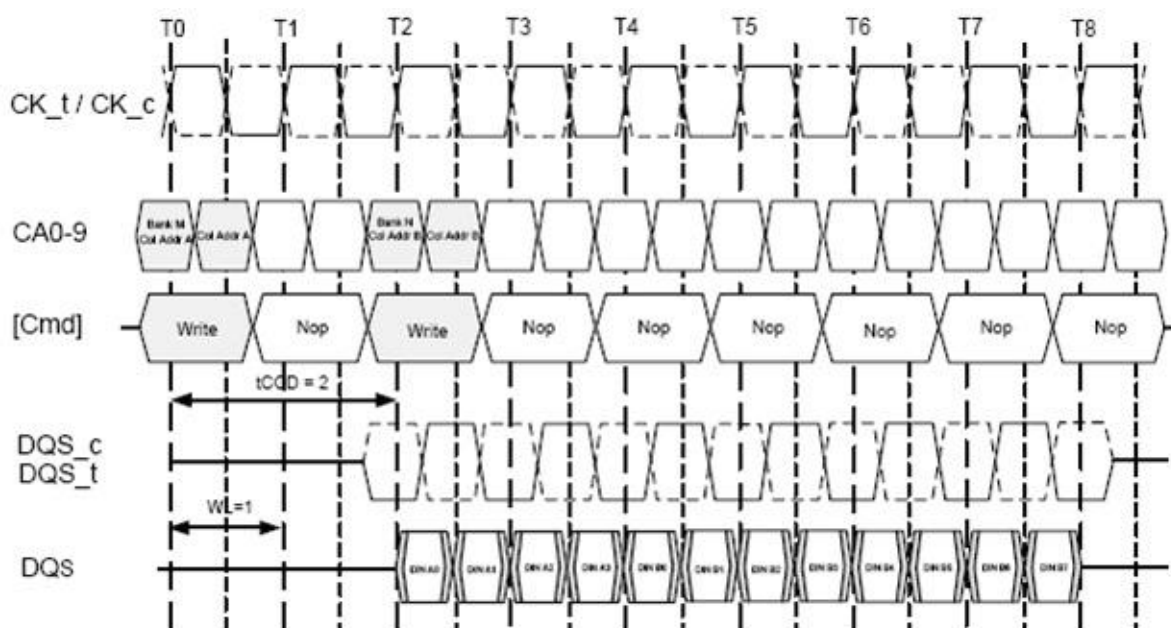 T0 T1 T2 T3 T4 T5 T6 T7 T8
CK_t / CK_c
CA0-9
Bank M
Col Addr A
Col Addr A
Bank N
Col Addr B
Col Addr B
[Cmd]
Write Nop Write Nop Nop Nop Nop Nop Nop
tCCD = 2
DQS_c
DQS_t
WL=1
DQs
DIN A0 DIN A1 DIN A2 DIN A3 DIN B0 DIN B1 DIN B2 DIN B3 DIN B4 DIN B5 DIN B6 DIN B7